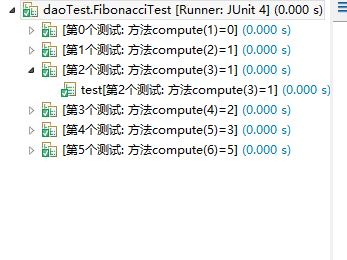 daoTest.FibonacciTest [Runner: JUnit 4] (0.000 s)
[第0个测试: 方法compute(1)=0] (0.000 s)
[第1个测试: 方法compute(2)=1] (0.000 s)
[第2个测试: 方法compute(3)=1] (0.000 s)
test[第2个测试: 方法compute(3)=1] (0.000 s)
[第3个测试: 方法compute(4)=2] (0.000 s)
[第4个测试: 方法compute(5)=3] (0.000 s)
[第5个测试: 方法compute(6)=5] (0.000 s)